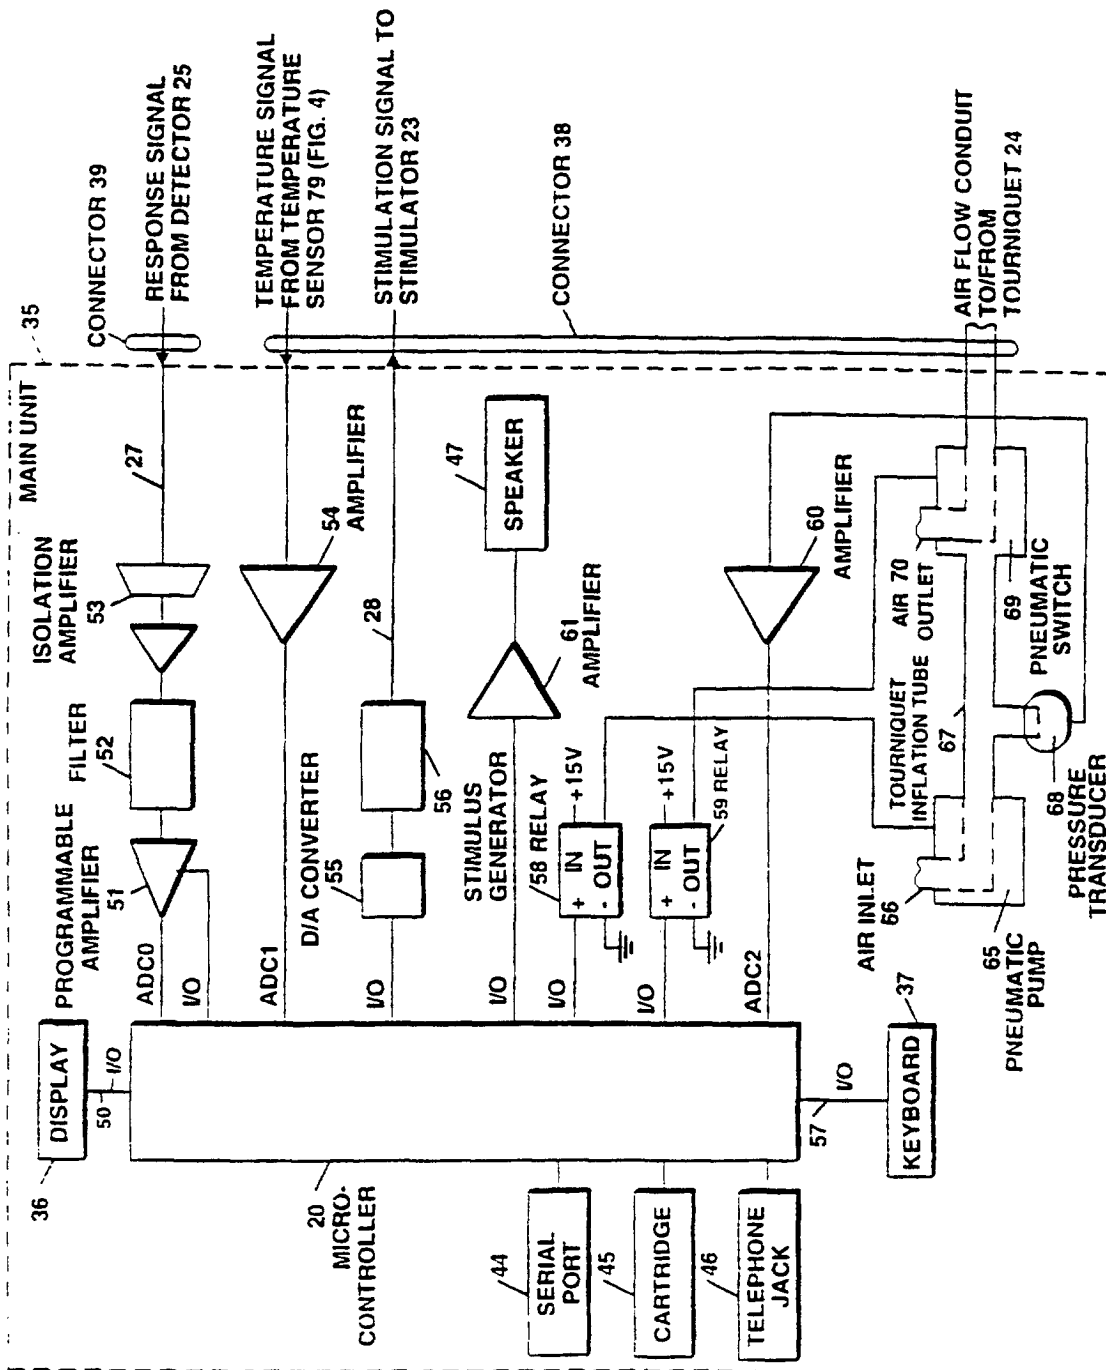 36
DISPLAY
50
I/O
PROGRAMMABLE
AMPLIFIER
51
ADC0
I/O
FILTER
52
ISOLATION
AMPLIFIER
53
27
MAIN UNIT
35
CONNECTOR 39
RESPONSE SIGNAL
FROM DETECTOR 25
ADC1
54
AMPLIFIER
TEMPERATURE SIGNAL
FROM TEMPERATURE
SENSOR 79 (FIG. 4)
D/A CONVERTER
55
I/O
56
28
STIMULATION SIGNAL TO
STIMULATOR 23
20
MICRO-
CONTROLLER
STIMULUS
GENERATOR
I/O
61
AMPLIFIER
47
SPEAKER
CONNECTOR 38
44
SERIAL
PORT
I/O
58 RELAY
+ IN
- OUT
+15V
45
CARTRIDGE
I/O
59 RELAY
+ IN
- OUT
+15V
46
TELEPHONE
JACK
ADC2
60
AMPLIFIER
57
I/O
37
KEYBOARD
AIR INLET
66
65
PNEUMATIC
PUMP
TOURNIQUET
INFLATION TUBE
67
68
PRESSURE
TRANSDUCER
AIR 70
OUTLET
69
PNEUMATIC
SWITCH
AIR FLOW CONDUIT
TO/FROM
TOURNIQUET 24